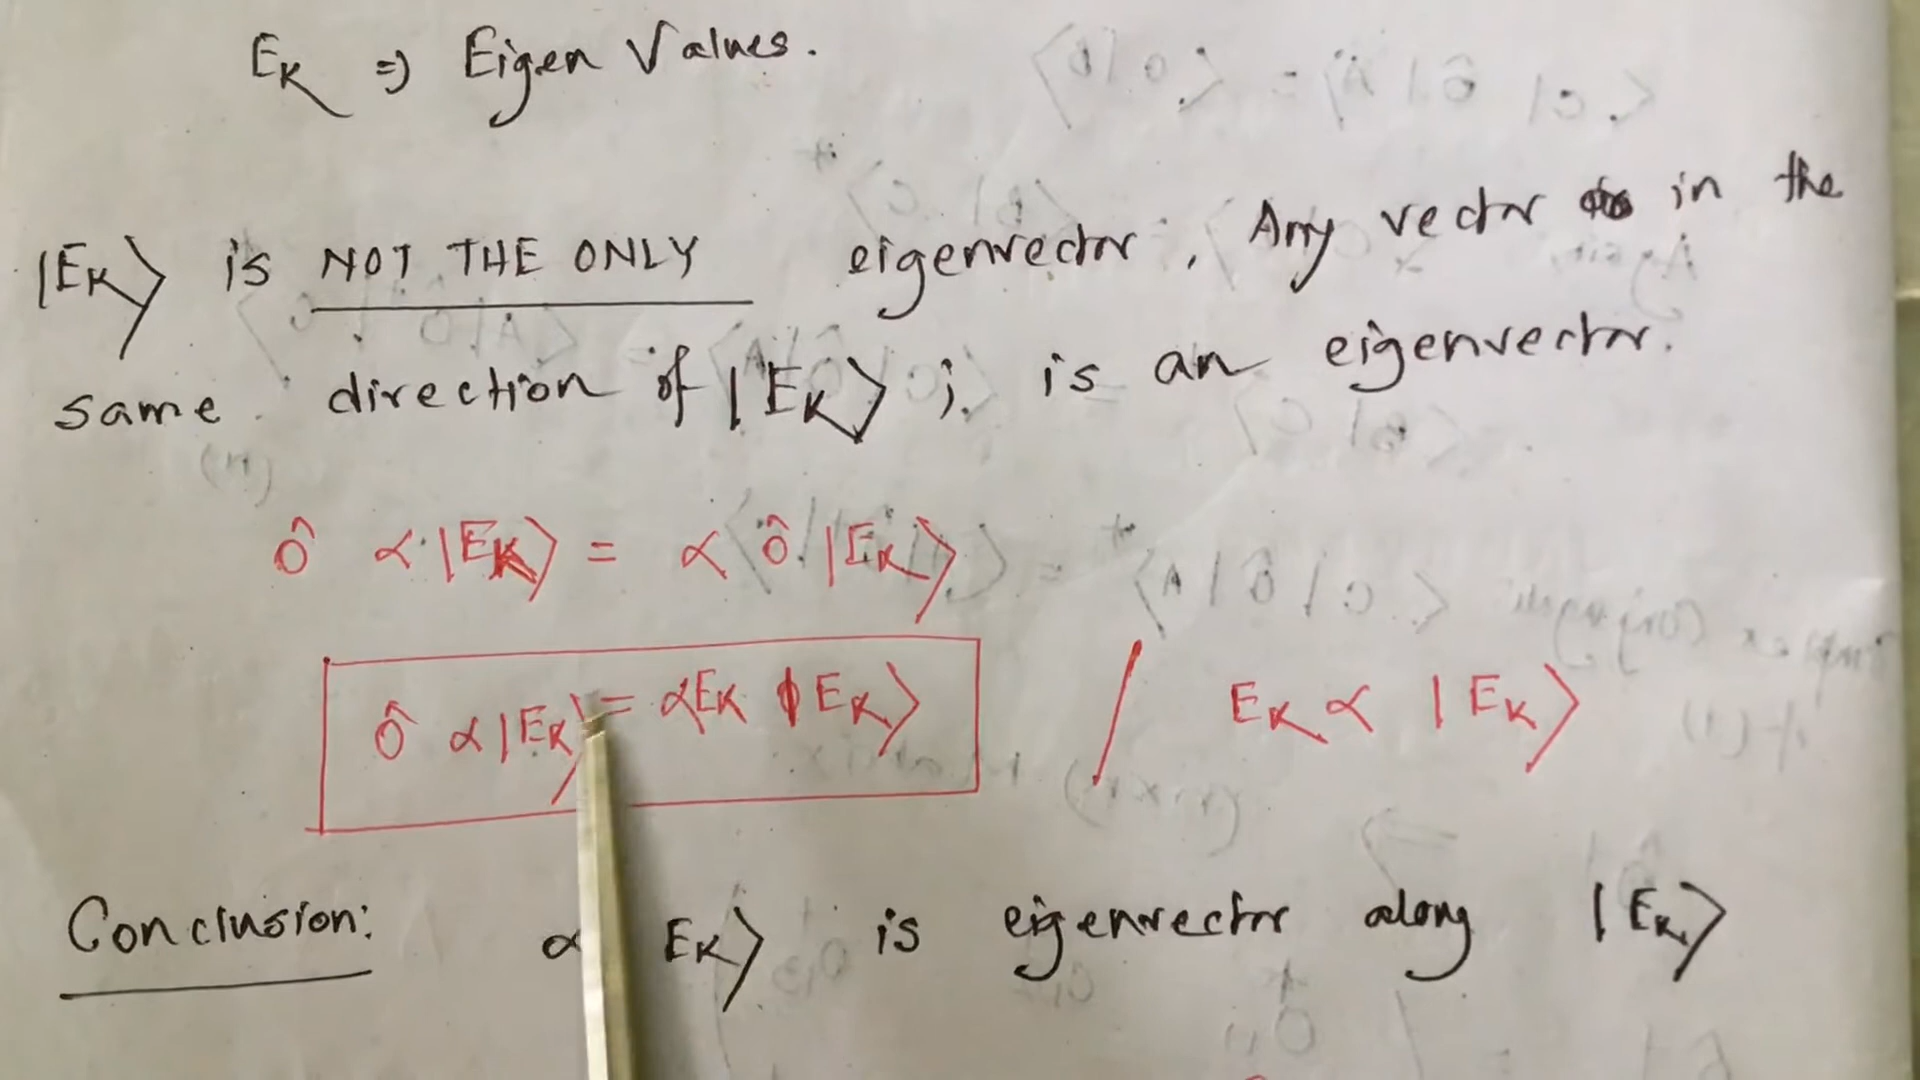 E_K ⇒ Eigen Values.
|E_K⟩ is NOT THE ONLY eigenvector. Any vector in the
same direction of |E_K⟩ ; is an eigenvector.
ô α |E_K⟩ = α ô |E_K⟩
ô α |E_K⟩ = α E_K |E_K⟩ / E_K α |E_K⟩
Conclusion: α E_K⟩ is eigenvector along |E_K⟩